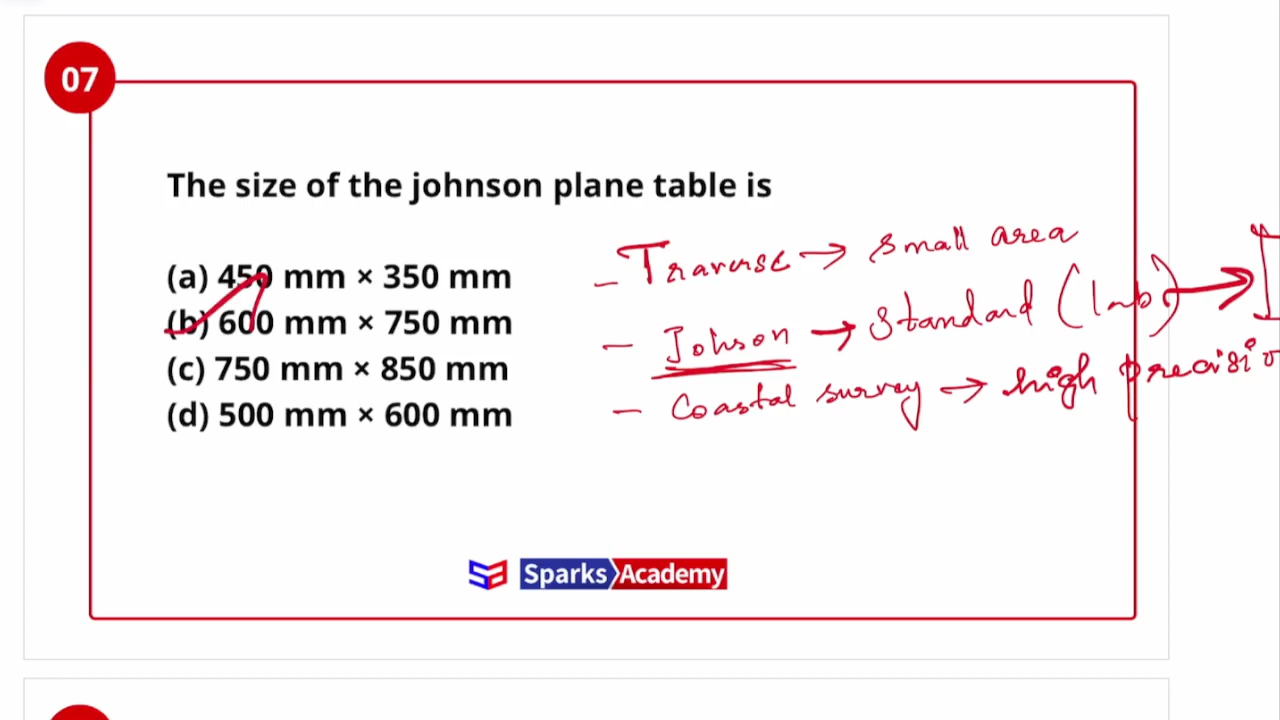 07
The size of the johnson plane table is
(a) 450 mm × 350 mm
(b) 600 mm × 750 mm
(c) 750 mm × 850 mm
(d) 500 mm × 600 mm
- Traverse → Small area
- Johson → Standard (lab) →
- Coastal survey → high precisio
Sparks Academy